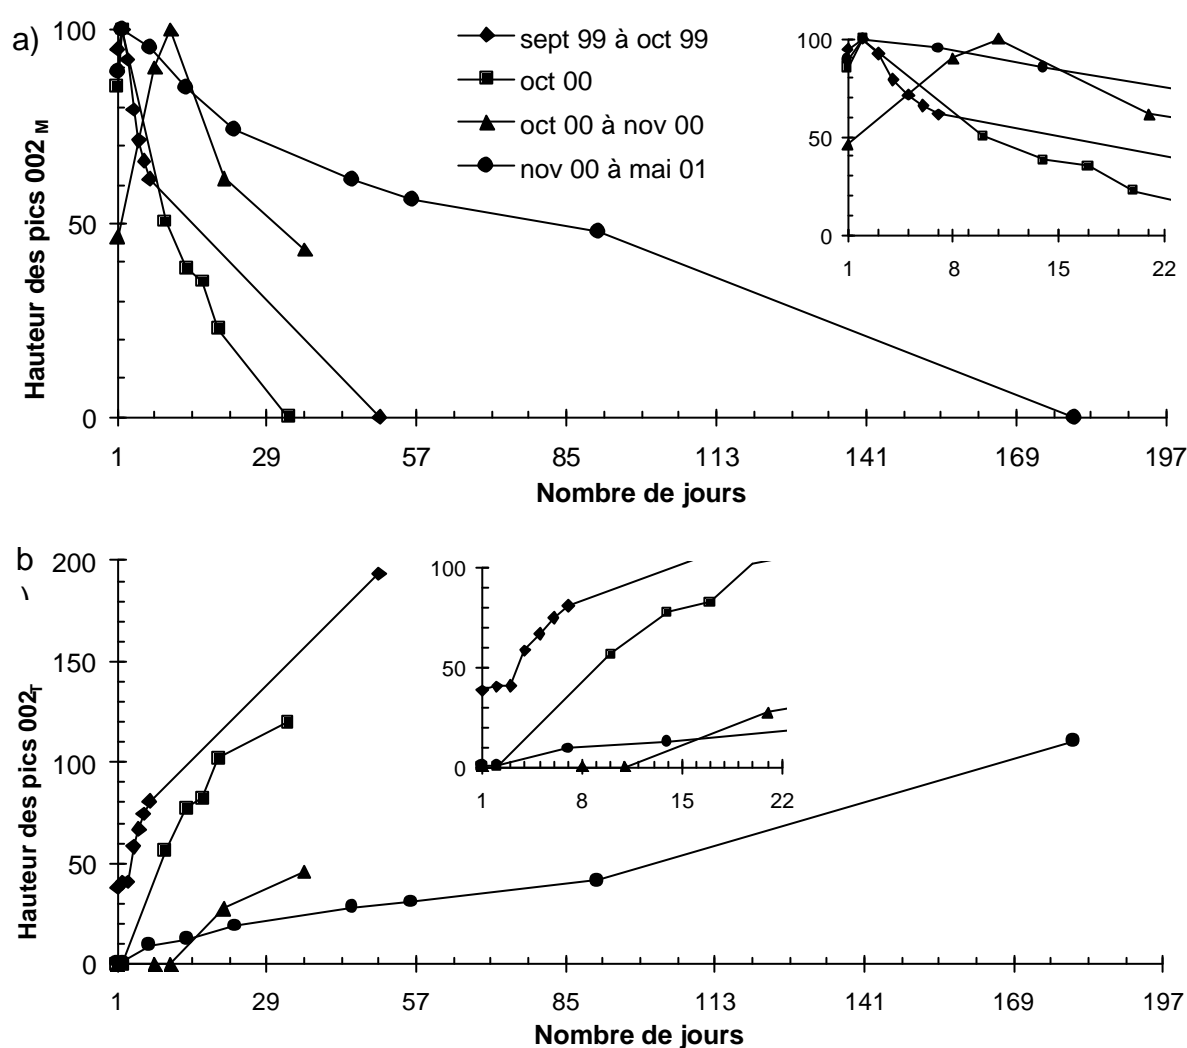 a)
Hauteur des pics 002 M
100
50
0
1 29 57 85 113 141 169 197
Nombre de jours
sept 99 à oct 99
oct 00
oct 00 à nov 00
nov 00 à mai 01
100
50
0
1 8 15 22
b
)
Hauteur des pics 002T
200
150
100
50
0
1 29 57 85 113 141 169 197
Nombre de jours
100
50
0
1 8 15 22